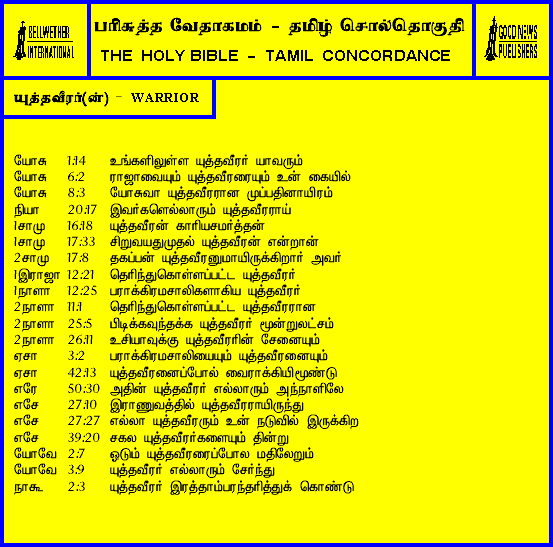 BELLWETHER
INTERNATIONAL
பரிசுத்த வேதாகமம் - தமிழ் சொல்தொகுதி
THE HOLY BIBLE - TAMIL CONCORDANCE
GOOD NEWS
PUBLISHERS
யுத்தவீரர்(ன்) - WARRIOR
யோசு 1:14 உங்களிலுள்ள யுத்தவீரர் யாவரும்
யோசு 6:2 ராஜாவையும் யுத்தவீரரையும் உன் கையில்
யோசு 8:3 யோசுவா யுத்தவீரரான முப்பதினாயிரம்
நியா 20:17 இவர்களெல்லாரும் யுத்தவீரராய்
1சாமு 16:18 யுத்தவீரன் காரியசமர்த்தன்
1சாமு 17:33 சிறுவயதுமுதல் யுத்தவீரன் என்றான்
2சாமு 17:8 தகப்பன் யுத்தவீரனுமாயிருக்கிறார் அவர்
1இராஜா 12:21 தெரிந்துகொள்ளப்பட்ட யுத்தவீரர்
1நாளா 12:25 பராக்கிரமசாலிகளாகிய யுத்தவீரர்
2நாளா 11:1 தெரிந்துகொள்ளப்பட்ட யுத்தவீரரான
2நாளா 25:5 பிடிக்கவுந்தக்க யுத்தவீரர் மூன்றுலட்சம்
2நாளா 26:11 உசியாவுக்கு யுத்தவீரரின் சேனையும்
ஏசா 3:2 பராக்கிரமசாலியையும் யுத்தவீரனையும்
ஏசா 42:13 யுத்தவீரனைப்போல் வைராக்கியமூண்டு
எரே 50:30 அதின் யுத்தவீரர் எல்லாரும் அந்நாளிலே
எசே 27:10 இராணுவத்தில் யுத்தவீரராயிருந்து
எசே 27:27 எல்லா யுத்தவீரரும் உன் நடுவில் இருக்கிற
எசே 39:20 சகல யுத்தவீரர்களையும் தின்று
யோவே 2:7 ஓடும் யுத்தவீரரைப்போல மதிலேறும்
யோவே 3:9 யுத்தவீரர் எல்லாரும் சேர்ந்து
நாகூ 2:3 யுத்தவீரர் இரத்தாம்பரந்தரித்துக் கொண்டு